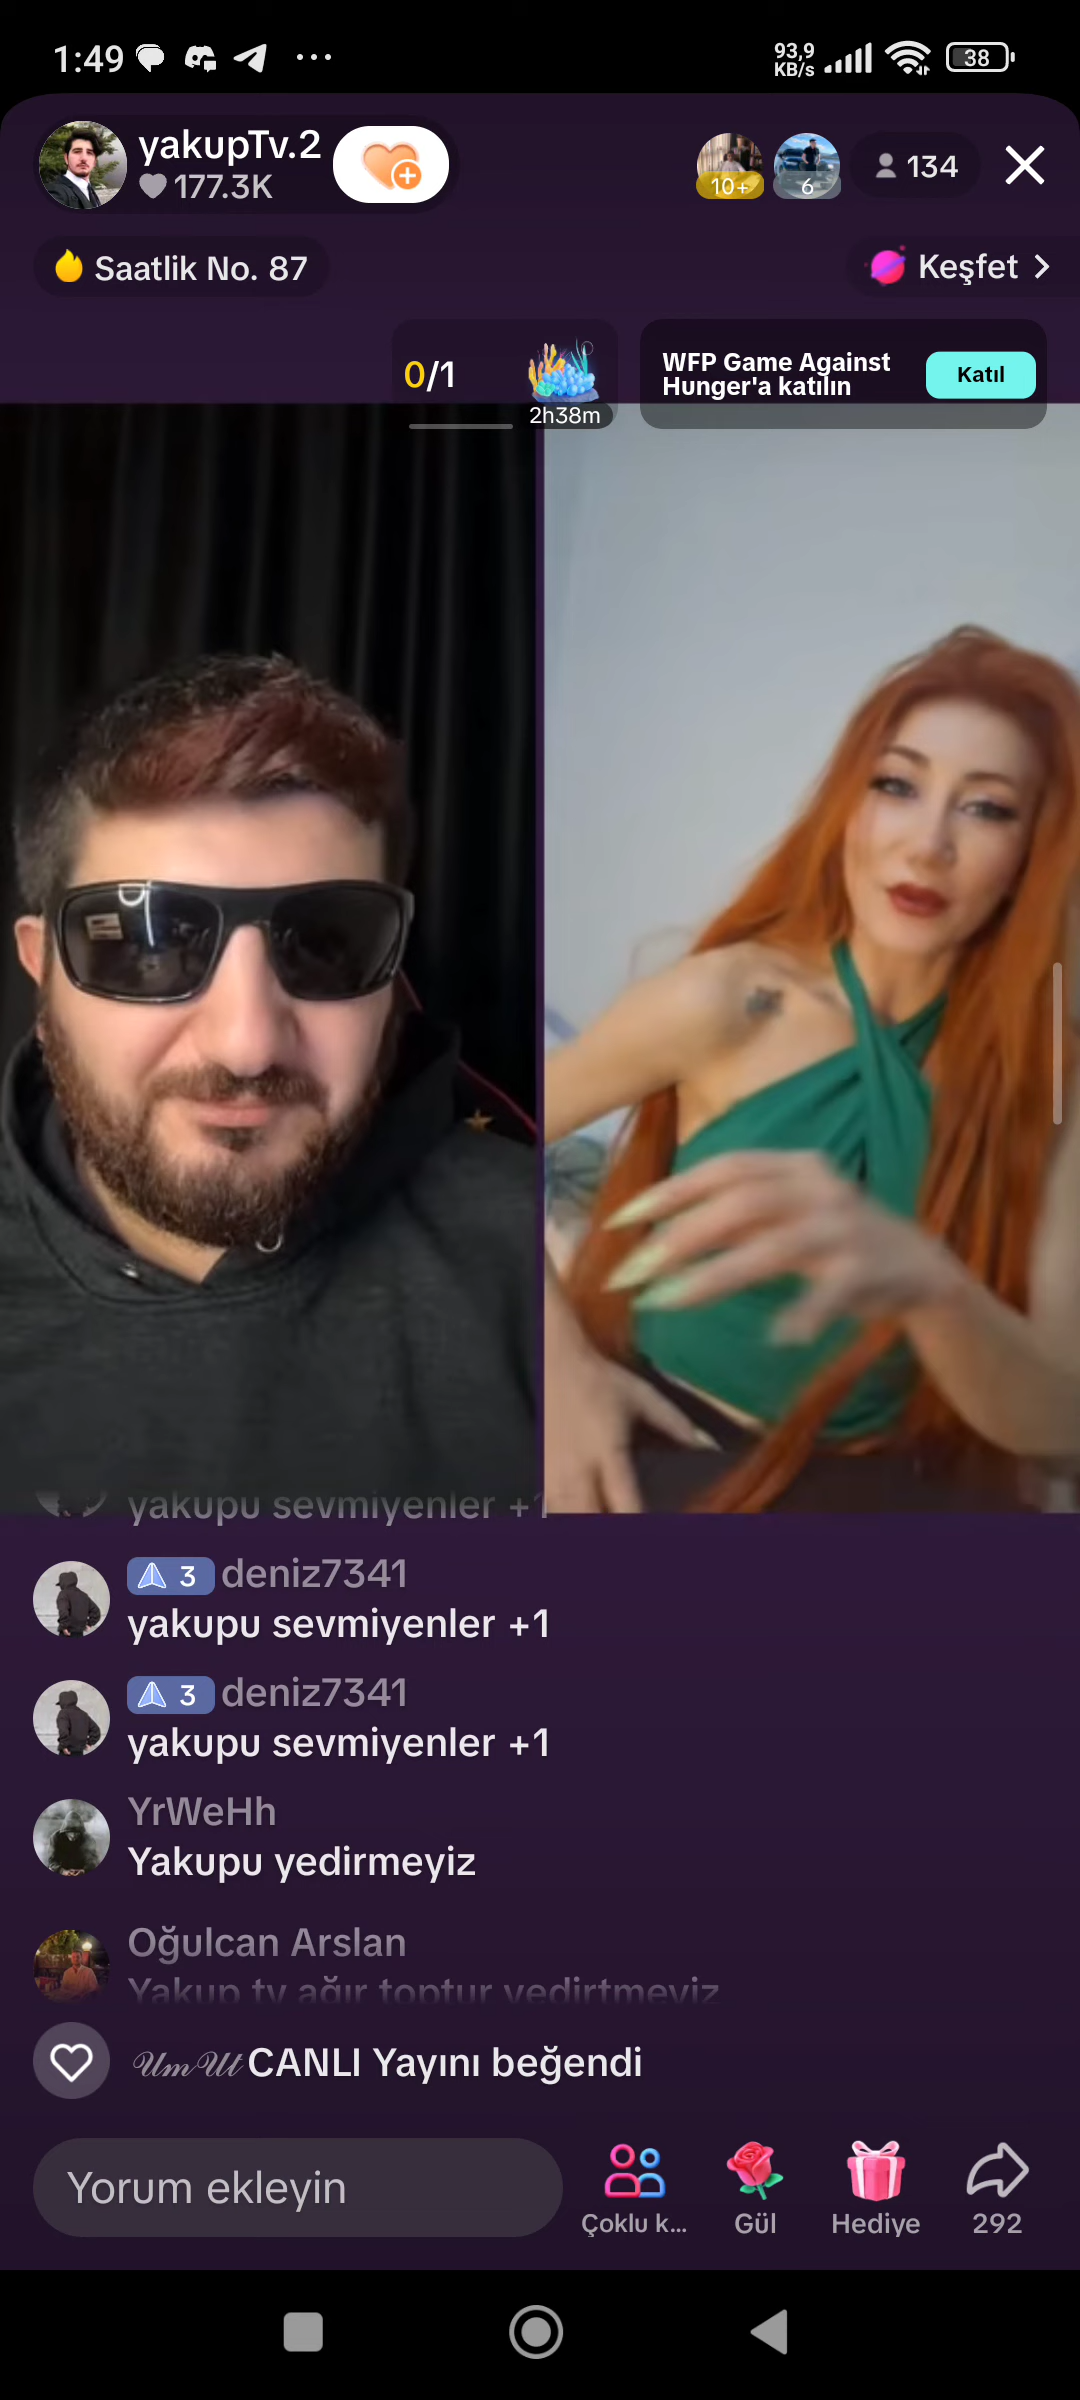 1:49
93,9
KB/s
38
yakupTv.2
177.3K
10+
6
134
Saatlik No. 87
Keşfet
0/1
2h38m
WFP Game Against
Hunger'a katılın
Katıl
yakupu sevmiyenler +1
3 deniz7341
yakupu sevmiyenler +1
3 deniz7341
yakupu sevmiyenler +1
YrWeHh
Yakupu yedirmeyiz
Oğulcan Arslan
Yakup tv ağır toptur yedirtmeyiz
𝒰𝓂𝒰𝓉 CANLI Yayını beğendi
Yorum ekleyin
Çoklu k...
Gül
Hediye
292